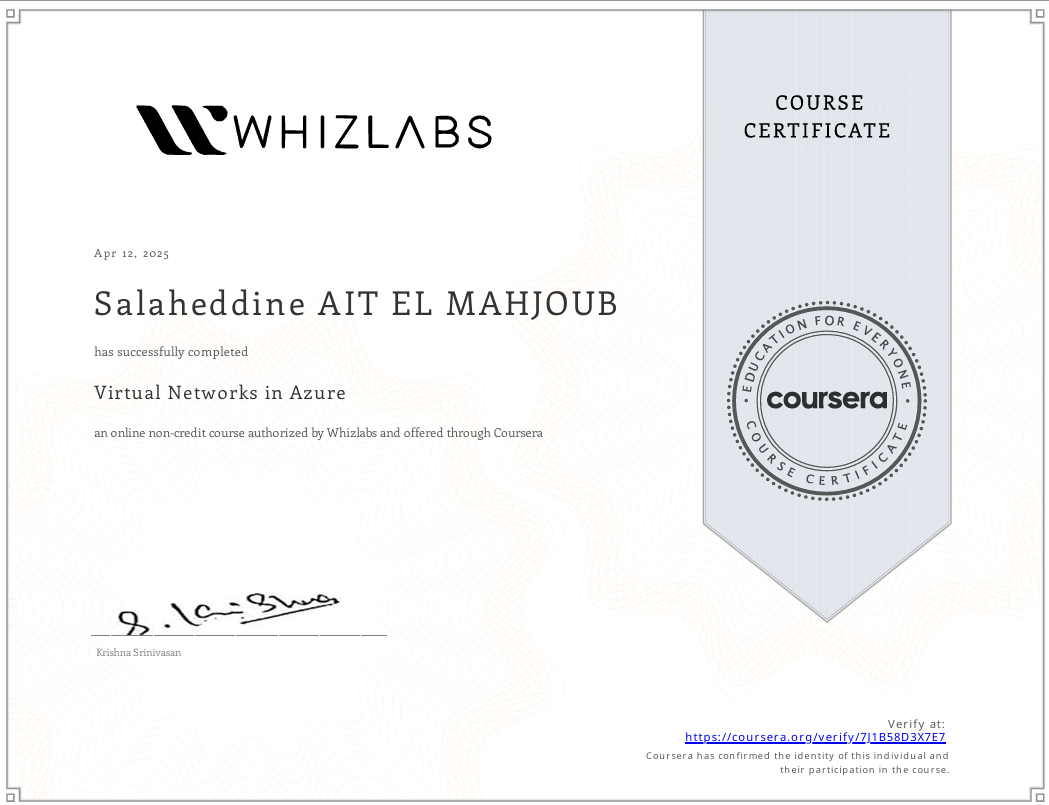 WHIZLABS
COURSE
CERTIFICATE
Apr 12, 2025
Salaheddine AIT EL MAHJOUB
has successfully completed
Virtual Networks in Azure
an online non-credit course authorized by Whizlabs and offered through Coursera
EDUCATION FOR EVERYONE
coursera
COURSE CERTIFICATE
Krishna Srinivasan
Verify at:
https://coursera.org/verify/7J1B58D3X7E7
Coursera has confirmed the identity of this individual and
their participation in the course.